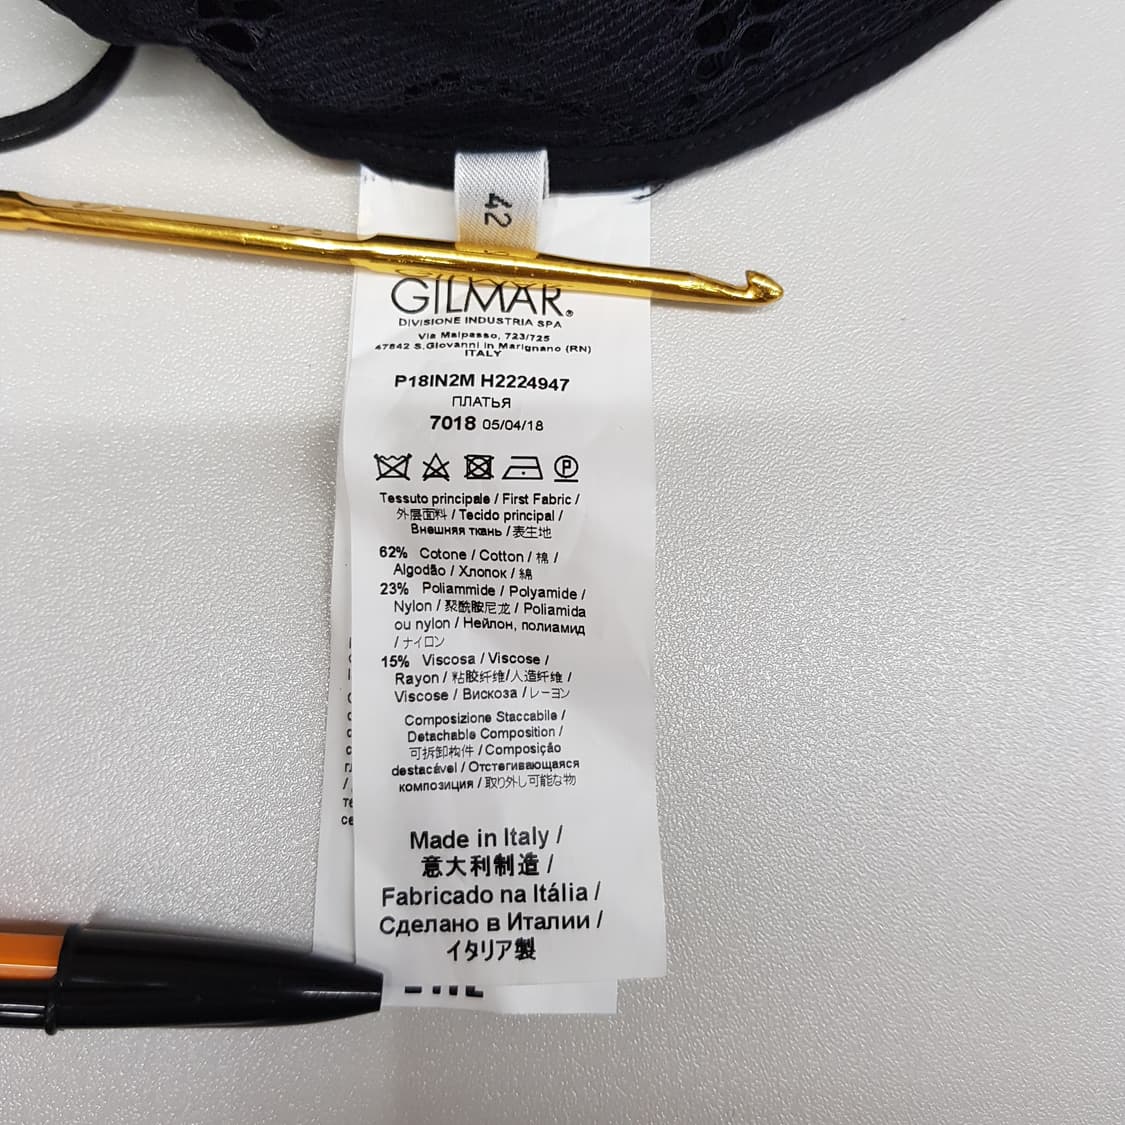 42
GILMAR®
DIVISIONE INDUSTRIA SPA
Via Malpasso, 723/725
47842 S.Giovanni in Marignano (RN)
ITALY
P18IN2M H2224947
ПЛАТЬЯ
7018 05/04/18
P
Tessuto principale / First Fabric /
外层面料 / Tecido principal /
Внешняя ткань / 表生地
62% Cotone / Cotton / 棉 /
Algodão / Хлопок / 綿
23% Poliammide / Polyamide /
Nylon / 聚酰胺尼龙 / Poliamida
ou nylon / Нейлон, полиамид
/ ナイロン
15% Viscosa / Viscose /
Rayon / 粘胶纤维/人造纤维 /
Viscose / Вискоза / レーヨン
Composizione Staccabile /
Detachable Composition /
可拆卸构件 / Composição
destacável / Отстегивающаяся
композиция / 取り外し可能な物
Made in Italy /
意大利制造 /
Fabricado na Itália /
Сделано в Италии /
イタリア製